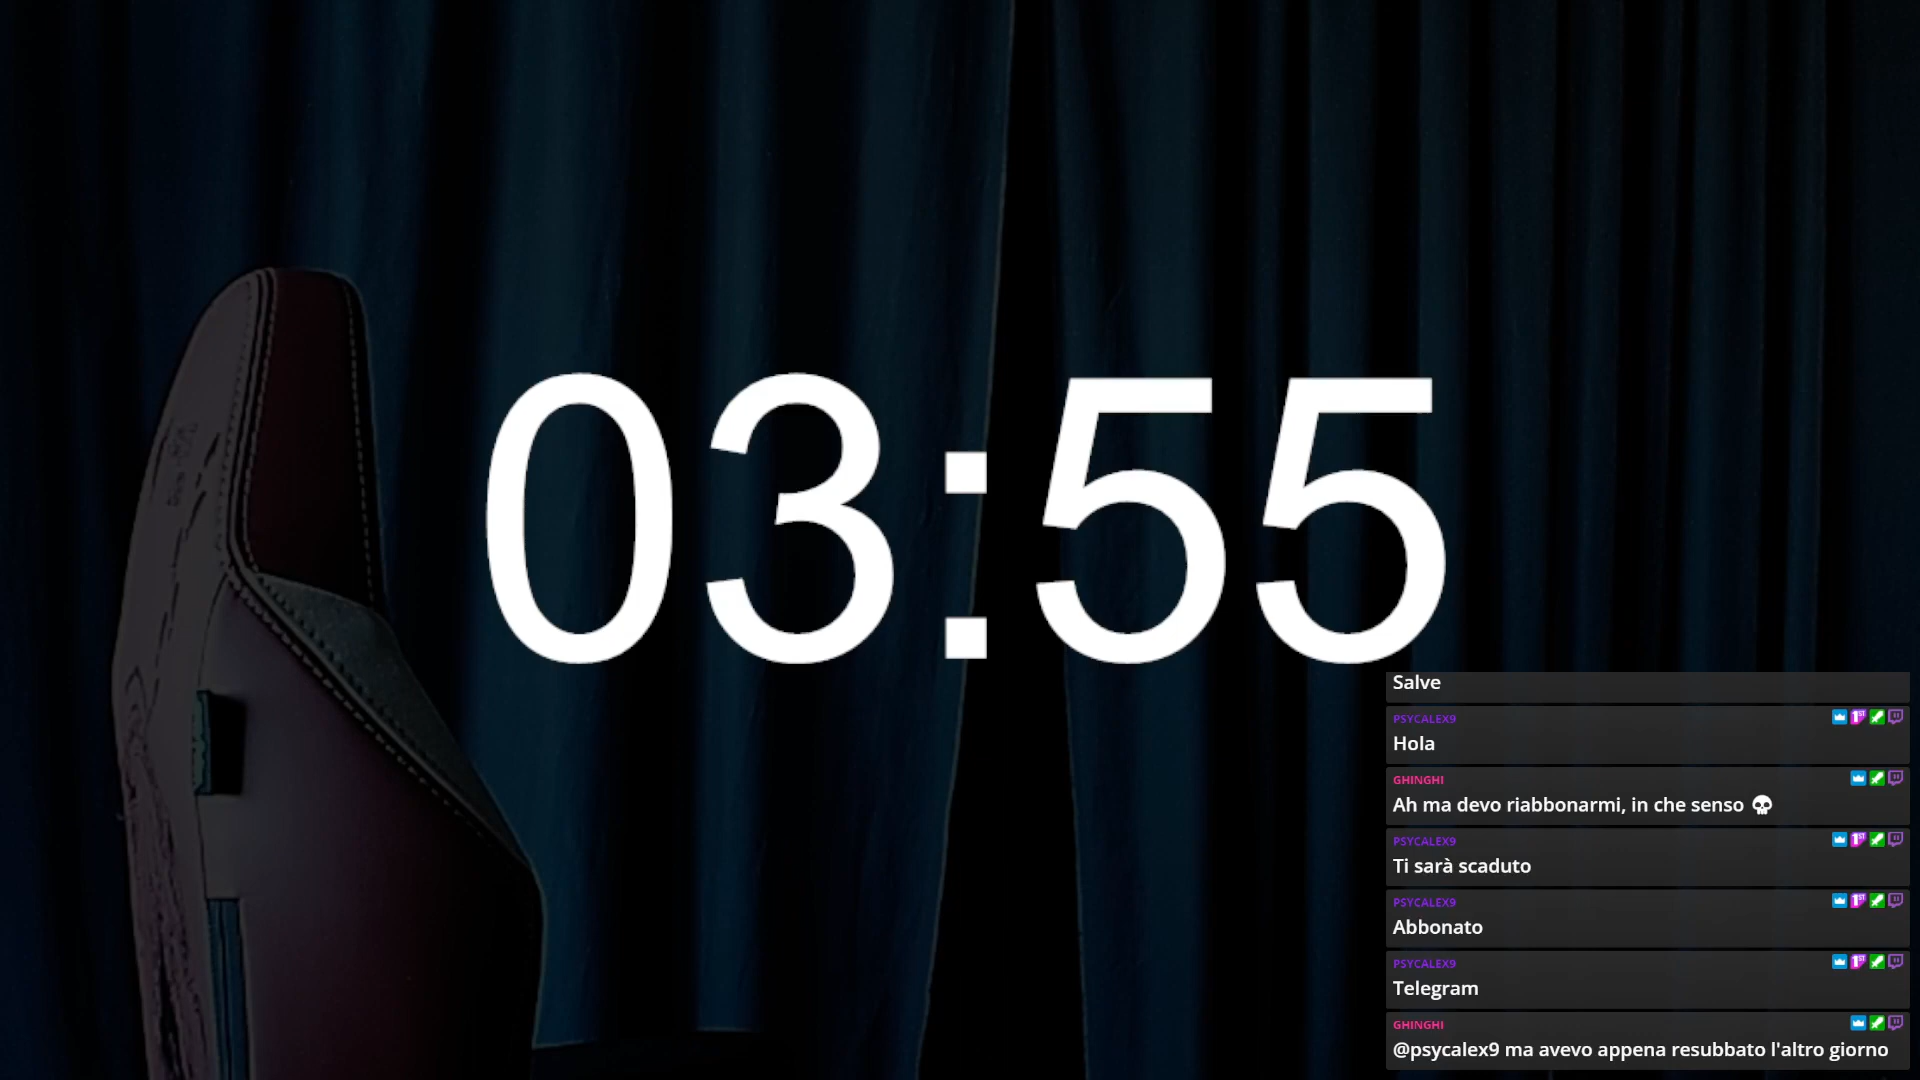 03:55
Salve
PSYCALEX9
Hola
GHINGHI
Ah ma devo riabbonarmi, in che senso 💀
PSYCALEX9
Ti sarà scaduto
PSYCALEX9
Abbonato
PSYCALEX9
Telegram
GHINGHI
@psycalex9 ma avevo appena resubbato l'altro giorno